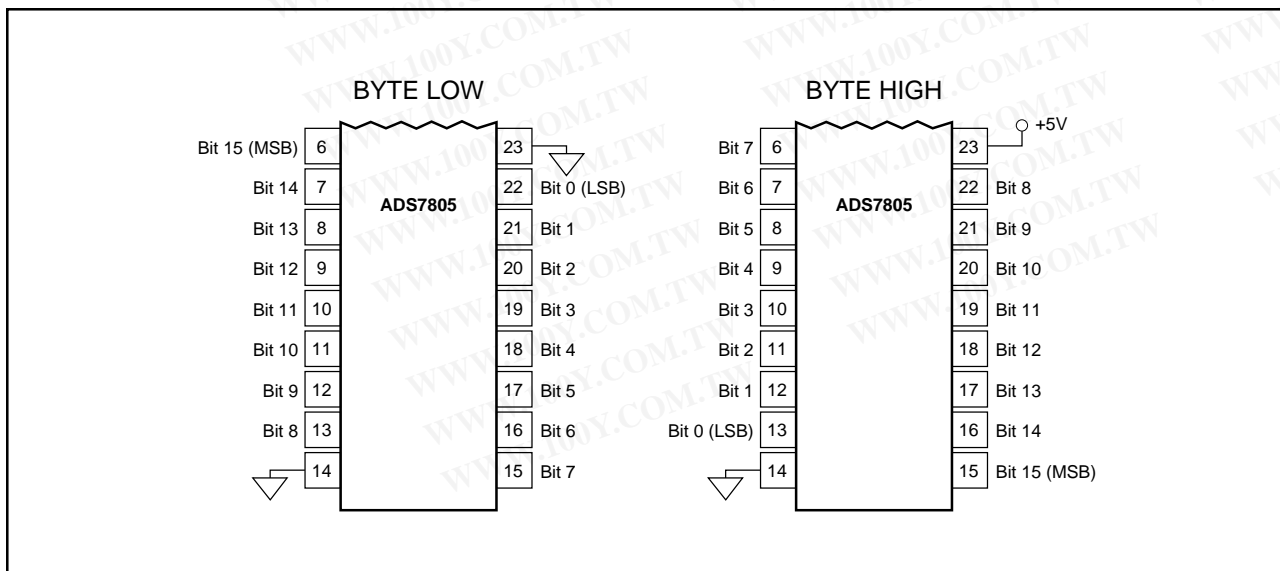 BYTE LOW
BYTE HIGH
Bit 15 (MSB) 6 23
Bit 14 7 22 Bit 0 (LSB)
Bit 13 8 21 Bit 1
Bit 12 9 20 Bit 2
Bit 11 10 19 Bit 3
Bit 10 11 18 Bit 4
Bit 9 12 17 Bit 5
Bit 8 13 16 Bit 6
14 15 Bit 7
ADS7805
Bit 7 6 23 +5V
Bit 6 7 22 Bit 8
Bit 5 8 21 Bit 9
Bit 4 9 20 Bit 10
Bit 3 10 19 Bit 11
Bit 2 11 18 Bit 12
Bit 1 12 17 Bit 13
Bit 0 (LSB) 13 16 Bit 14
14 15 Bit 15 (MSB)
ADS7805
WWW.100Y.COM.TW